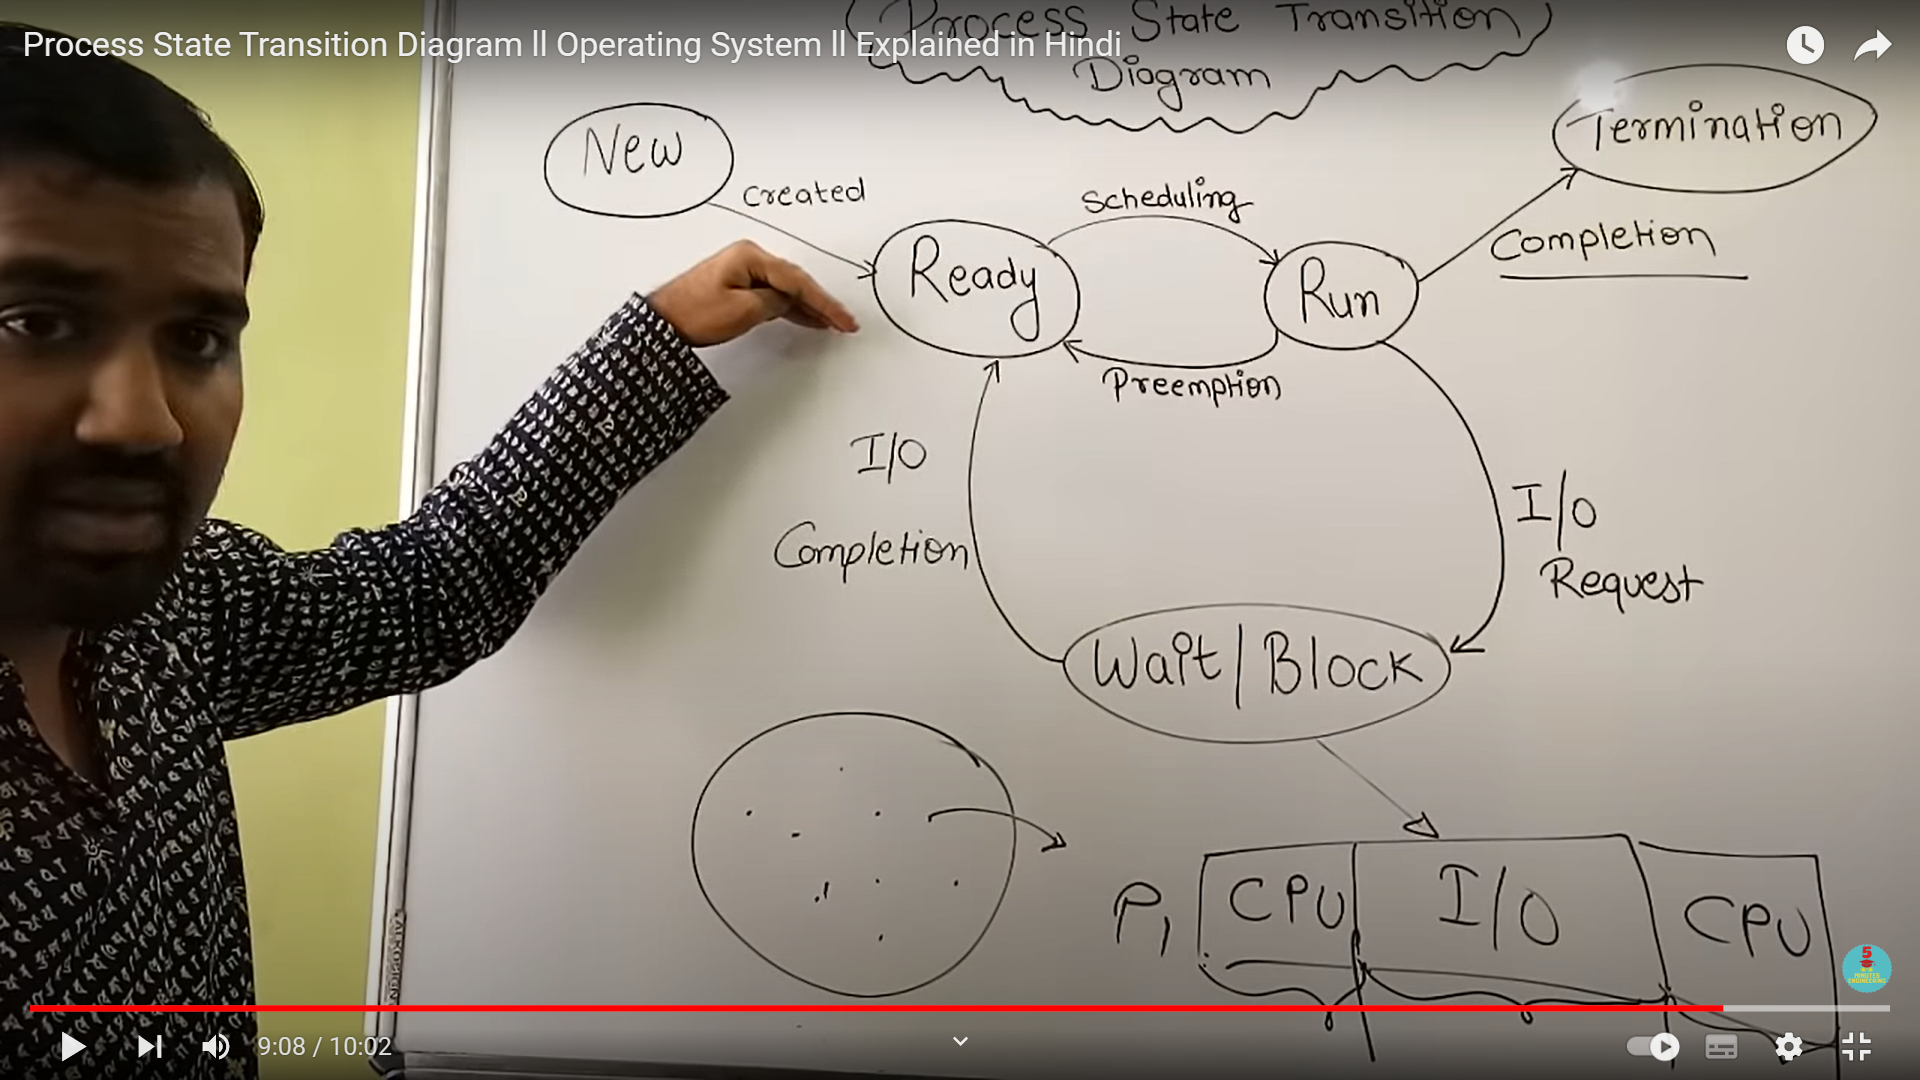 Process State Transition Diagram ll Operating System ll Explained in Hindi
Process State Transition
Diagram
New
created
Ready
Scheduling
Run
Preemption
Termination
Completion
I/O
Completion
I/O
Request
Wait/Block
P1
CPU
I/O
CPU
5
MINUTES
ENGINEERING
9:08 / 10:02